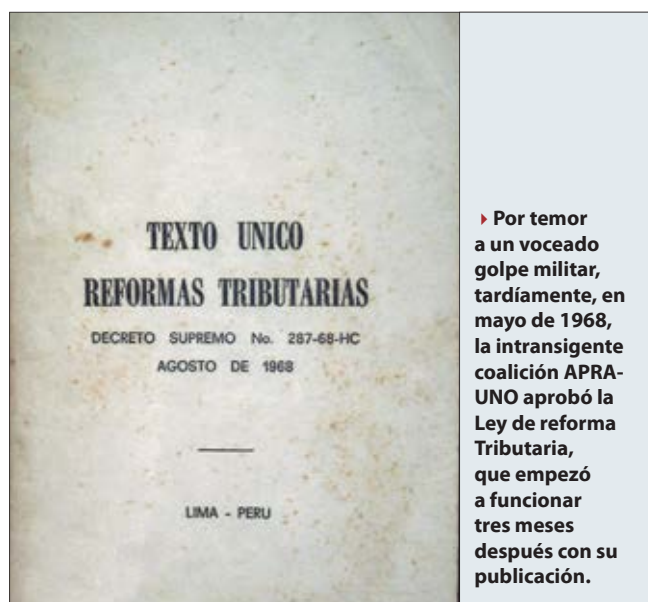 TEXTO UNICO
REFORMAS TRIBUTARIAS
DECRETO SUPREMO No. 287-68-HC
AGOSTO DE 1968
LIMA - PERU
Por temor
a un voceado
golpe militar,
tardíamente, en
mayo de 1968,
la intransigente
coalición APRA-
UNO aprobó la
Ley de reforma
Tributaria,
que empezó
a funcionar
tres meses
después con su
publicación.